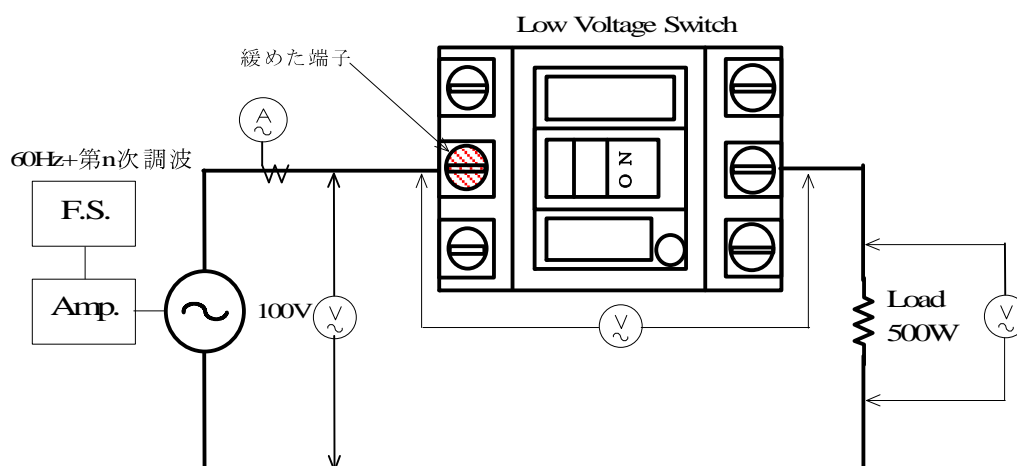 Low Voltage Switch
緩めた端子
A
60Hz+第n次調波
F.S.
ON
Amp.
100V
V
V
Load
500W
V